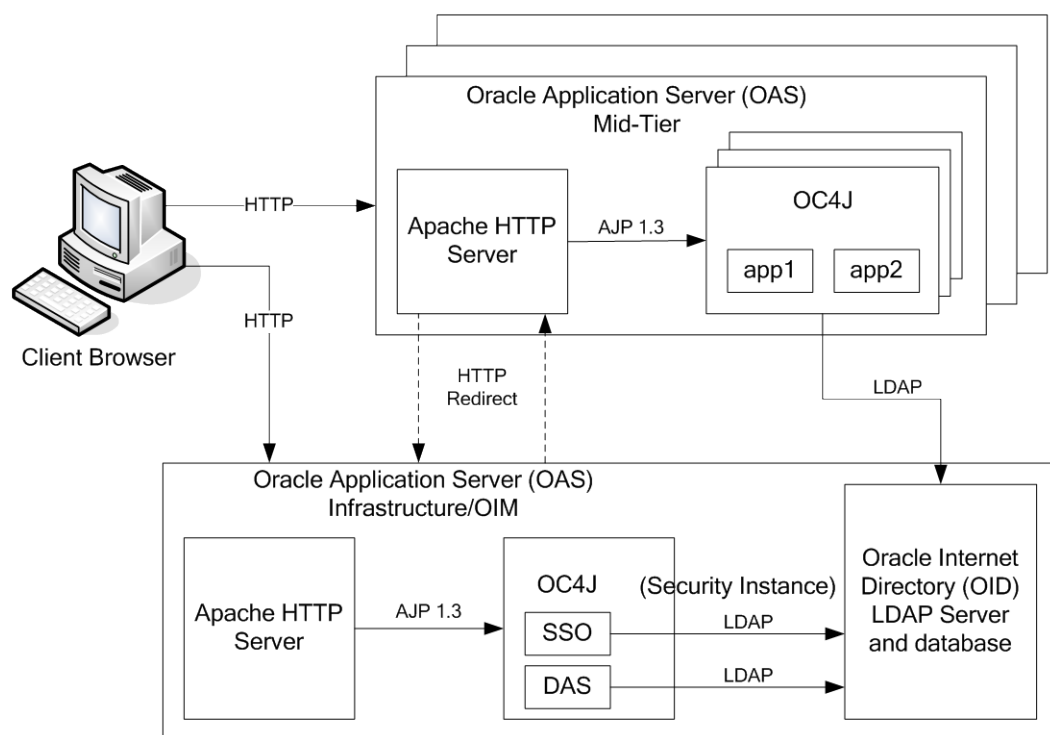 Oracle Application Server (OAS)
Mid-Tier
Apache HTTP
Server
AJP 1.3
OC4J
app1
app2
HTTP
HTTP
Client Browser
HTTP
Redirect
LDAP
Oracle Application Server (OAS)
Infrastructure/OIM
Apache HTTP
Server
AJP 1.3
OC4J
(Security Instance)
SSO
LDAP
DAS
LDAP
Oracle Internet
Directory (OID)
LDAP Server
and database